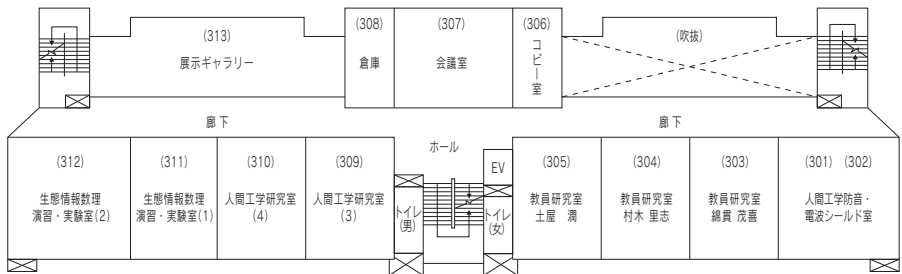 (313)
展示ギャラリー
(308)
倉庫
(307)
会議室
(306)
コピー室
(吹抜)
廊下
廊下
ホール
(312)
生態情報数理
演習・実験室(2)
(311)
生態情報数理
演習・実験室(1)
(310)
人間工学研究室
(4)
(309)
人間工学研究室
(3)
トイレ
(男)
EV
トイレ
(女)
(305)
教員研究室
土屋 潤
(304)
教員研究室
村木 里志
(303)
教員研究室
綿貫 茂喜
(301) (302)
人間工学防音・
電波シールド室